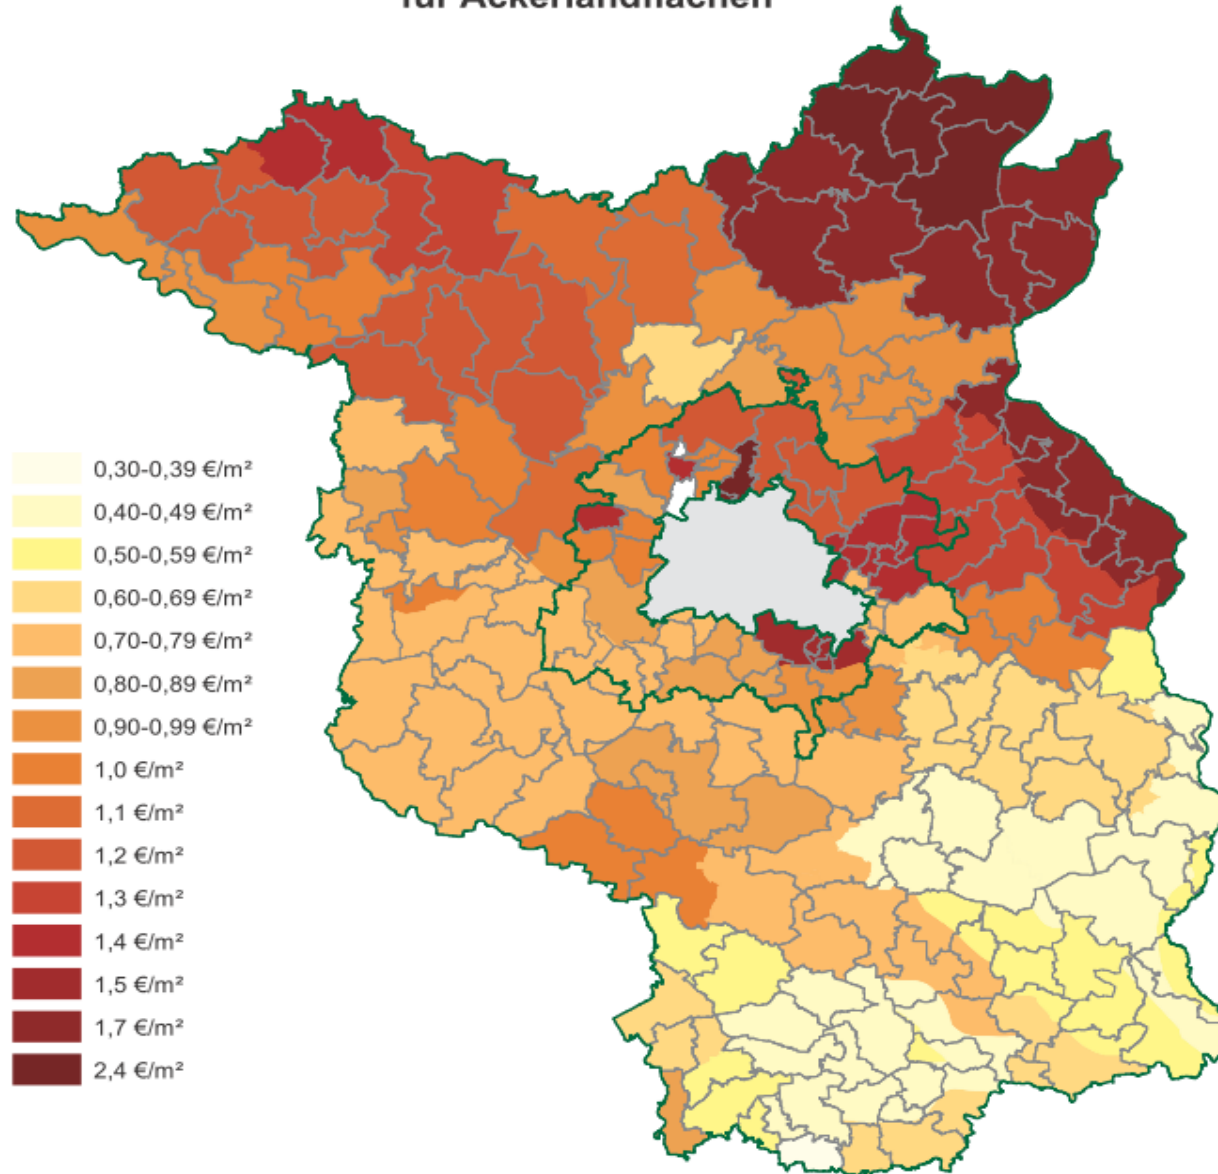 für Ackerlandflächen
0,30-0,39 €/m²
0,40-0,49 €/m²
0,50-0,59 €/m²
0,60-0,69 €/m²
0,70-0,79 €/m²
0,80-0,89 €/m²
0,90-0,99 €/m²
1,0 €/m²
1,1 €/m²
1,2 €/m²
1,3 €/m²
1,4 €/m²
1,5 €/m²
1,7 €/m²
2,4 €/m²